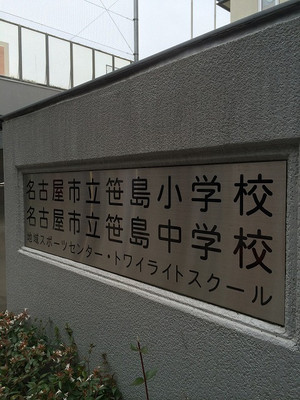 名古屋市立笹島小学校
名古屋市立笹島中学校
地域スポーツセンター・トワイライトスクール